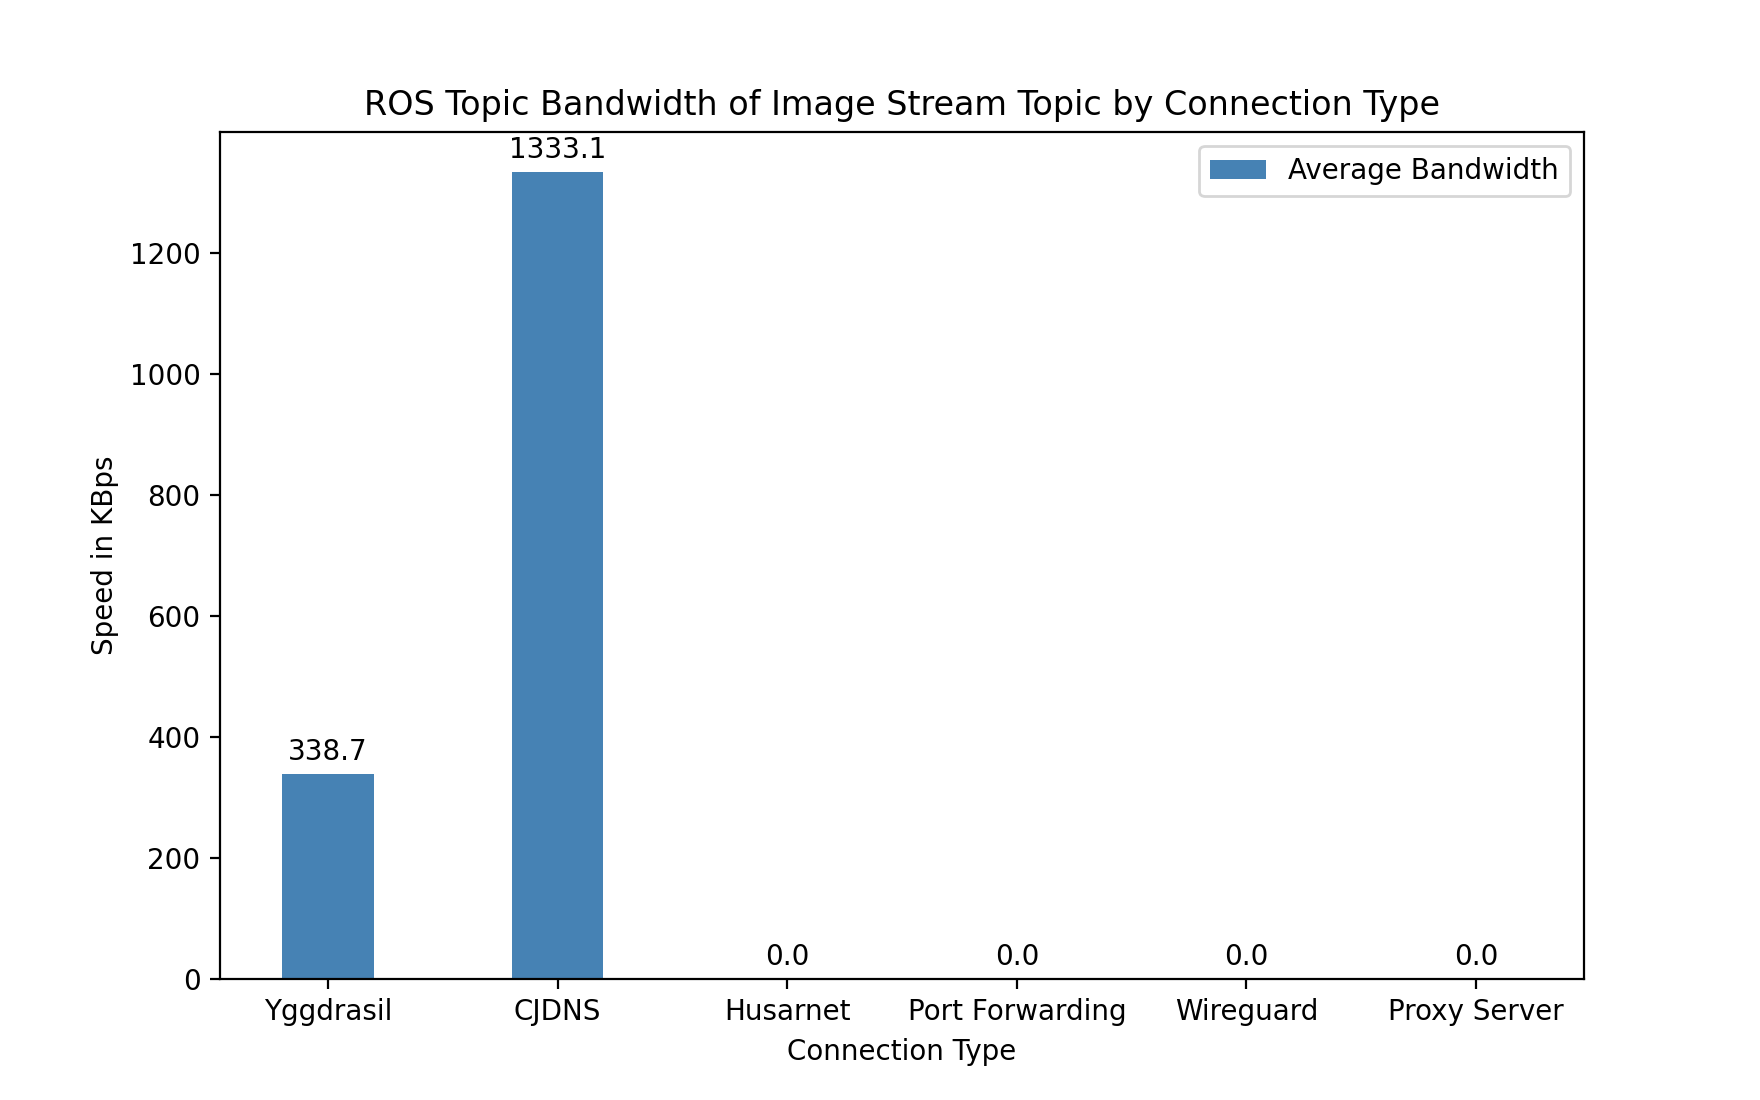 ROS Topic Bandwidth of Image Stream Topic by Connection Type
Average Bandwidth
1333.1
338.7
0.0
0.0
0.0
0.0
1200
1000
800
600
400
200
0
Speed in KBps
Yggdrasil
CJDNS
Husarnet
Port Forwarding
Wireguard
Proxy Server
Connection Type